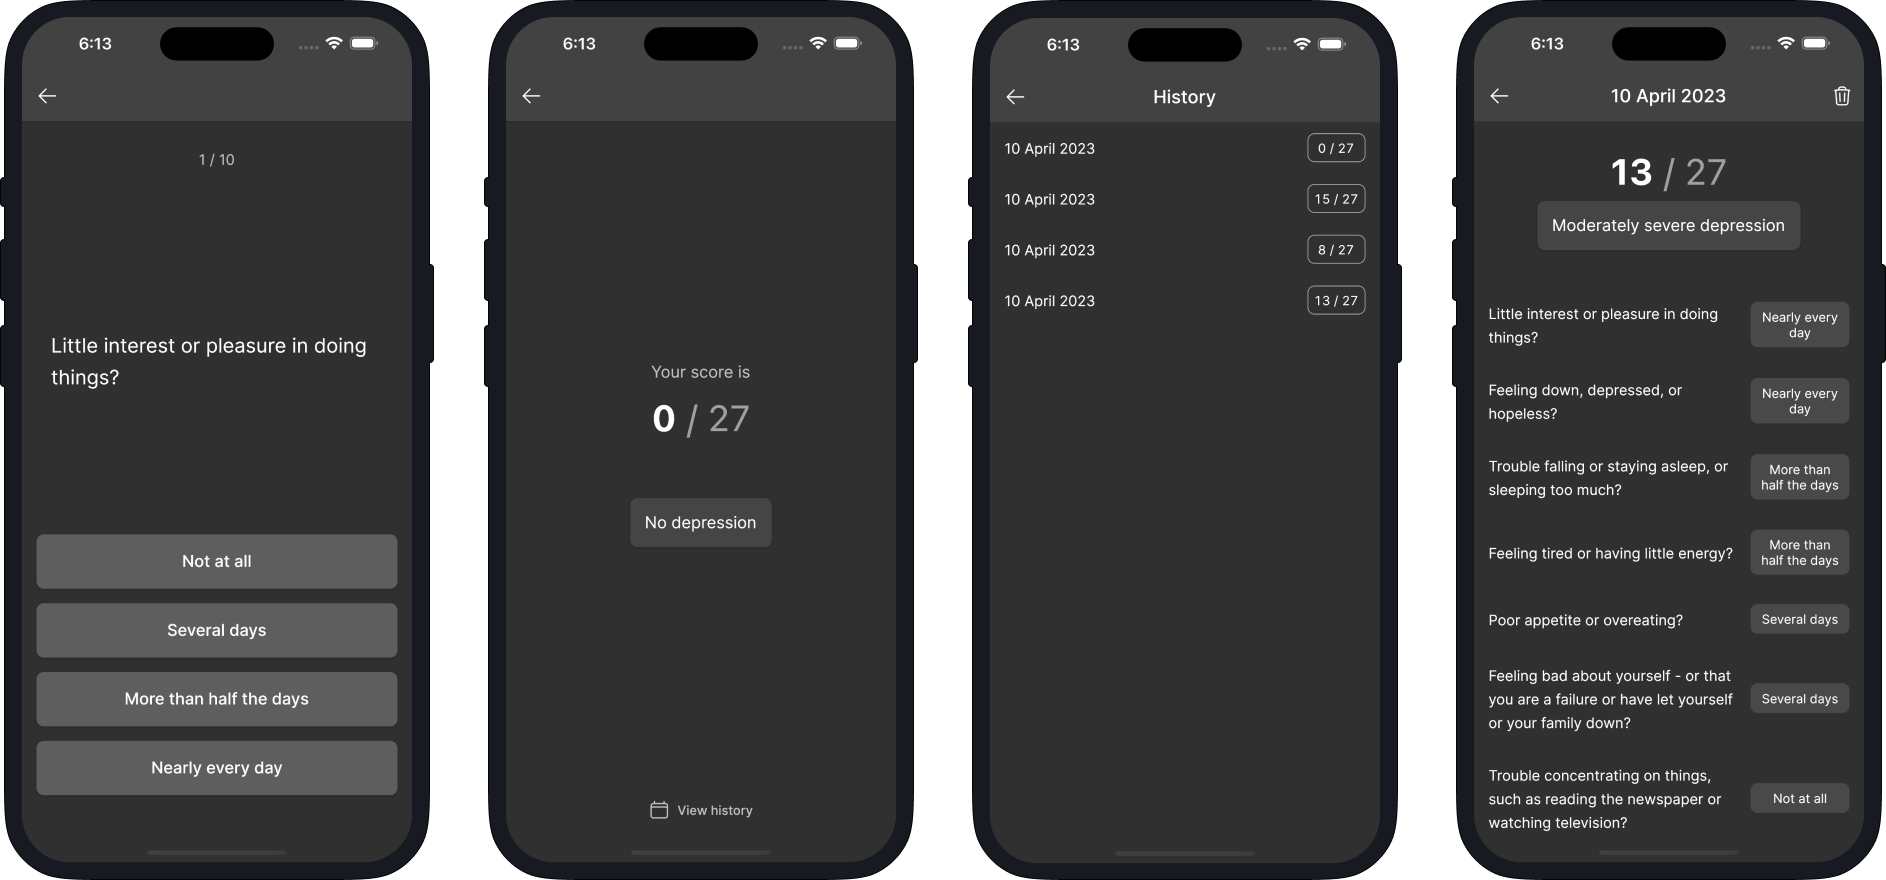 6:13
1 / 10
Little interest or pleasure in doing
things?
Not at all
Several days
More than half the days
Nearly every day
6:13
Your score is
0 / 27
No depression
View history
6:13
History
10 April 2023
0 / 27
10 April 2023
15 / 27
10 April 2023
8 / 27
10 April 2023
13 / 27
6:13
10 April 2023
13 / 27
Moderately severe depression
Little interest or pleasure in doing
things?
Nearly every
day
Feeling down, depressed, or
hopeless?
Nearly every
day
Trouble falling or staying asleep, or
sleeping too much?
More than
half the days
Feeling tired or having little energy?
More than
half the days
Poor appetite or overeating?
Several days
Feeling bad about yourself - or that
you are a failure or have let yourself
or your family down?
Several days
Trouble concentrating on things,
such as reading the newspaper or
watching television?
Not at all